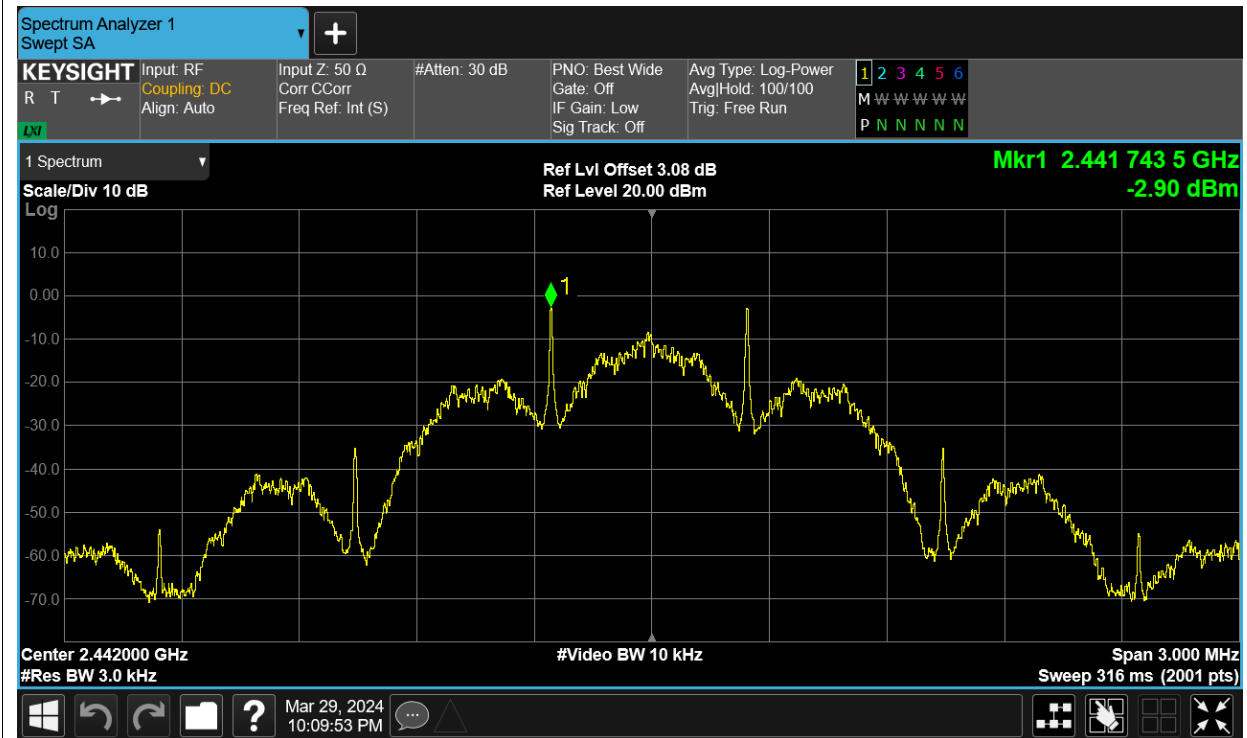 Spectrum Analyzer 1
Swept SA
+
KEYSIGHT Input: RF Input Z: 50 Ω #Atten: 30 dB PNO: Best Wide Avg Type: Log-Power 1 2 3 4 5 6
R T Coupling: DC Corr CCorr Gate: Off Avg|Hold: 100/100 M W W W W W
Align: Auto Freq Ref: Int (S) IF Gain: Low Trig: Free Run
LXI Sig Track: Off P N N N N N
1 Spectrum Ref Lvl Offset 3.08 dB Mkr1 2.441 743 5 GHz
Scale/Div 10 dB Ref Level 20.00 dBm -2.90 dBm
Log
10.0
1
0.00
-10.0
-20.0
-30.0
-40.0
-50.0
-60.0
-70.0
Center 2.442000 GHz #Video BW 10 kHz Span 3.000 MHz
#Res BW 3.0 kHz Sweep 316 ms (2001 pts)
? Mar 29, 2024
10:09:53 PM